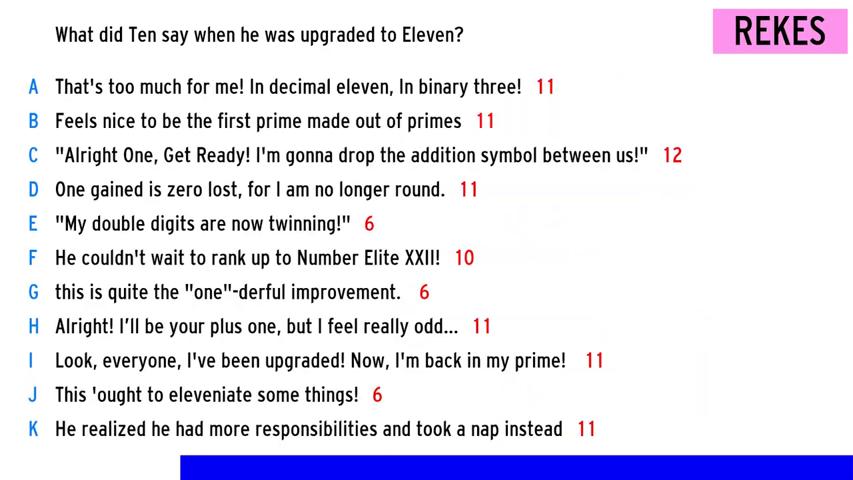 What did Ten say when he was upgraded to Eleven?
REKES
A That's too much for me! In decimal eleven, In binary three! 11
B Feels nice to be the first prime made out of primes 11
C "Alright One, Get Ready! I'm gonna drop the addition symbol between us!" 12
D One gained is zero lost, for I am no longer round. 11
E "My double digits are now twinning!" 6
F He couldn't wait to rank up to Number Elite XXII! 10
G this is quite the "one"-derful improvement. 6
H Alright! I’ll be your plus one, but I feel really odd... 11
I Look, everyone, I've been upgraded! Now, I'm back in my prime! 11
J This 'ought to eleveniate some things! 6
K He realized he had more responsibilities and took a nap instead 11